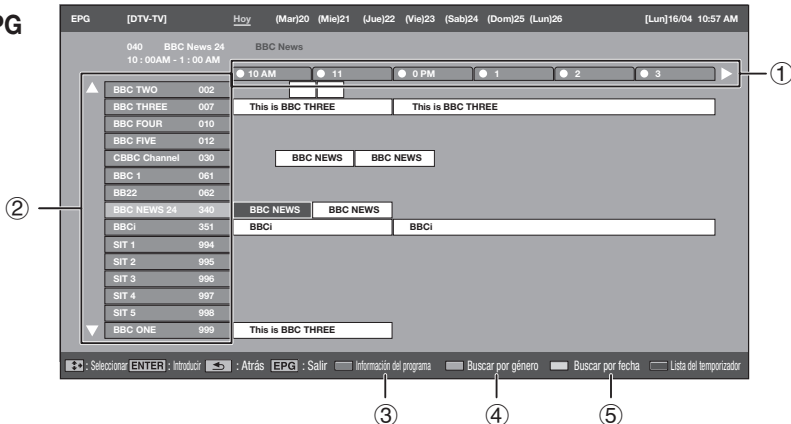 PG
EPG [DTV-TV] Hoy (Mar)20 (Mie)21 (Jue)22 (Vie)23 (Sab)24 (Dom)25 (Lun)26 [Lun]16/04 10:57 AM
040 BBC News 24 BBC News
10 : 00AM - 1 : 00 AM
10 AM 11 0 PM 1 2 3
①
BBC TWO 002
BBC THREE 007 This is BBC THREE This is BBC THREE
BBC FOUR 010
BBC FIVE 012
CBBC Channel 030 BBC NEWS BBC NEWS
BBC 1 061
BB22 062
②
BBC NEWS 24 340 BBC NEWS BBC NEWS
BBCi 351 BBCi BBCi
SIT 1 994
SIT 2 995
SIT 3 996
SIT 4 997
SIT 5 998
BBC ONE 999 This is BBC THREE
: Seleccionar ENTER : Introducir : Atrás EPG : Salir Información del programa Buscar por género Buscar por fecha Lista del temporizador
③ ④ ⑤